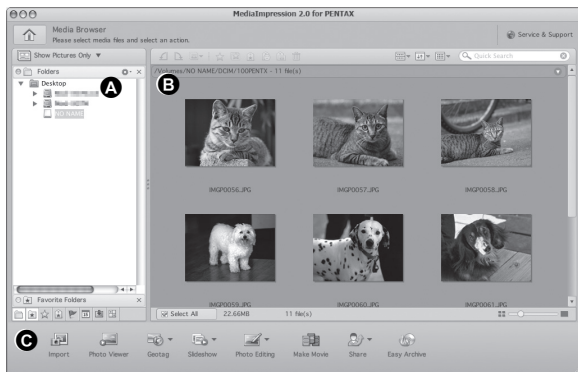 MediaImpression 2.0 for PENTAX
Media Browser
Please select media files and select an action.
Service & Support
Show Pictures Only
Quick Search
Folders
A
Desktop
NO NAME
B
/Volumes/NO NAME/DCIM/100PENTX - 11 file(s)
IMGP0056.JPG
IMGP0057.JPG
IMGP0058.JPG
IMGP0059.JPG
IMGP0060.JPG
IMGP0061.JPG
Favorite Folders
Select All
22.66MB
11 file(s)
C
Import
Photo Viewer
Geotag
Slideshow
Photo Editing
Make Movie
Share
Easy Archive